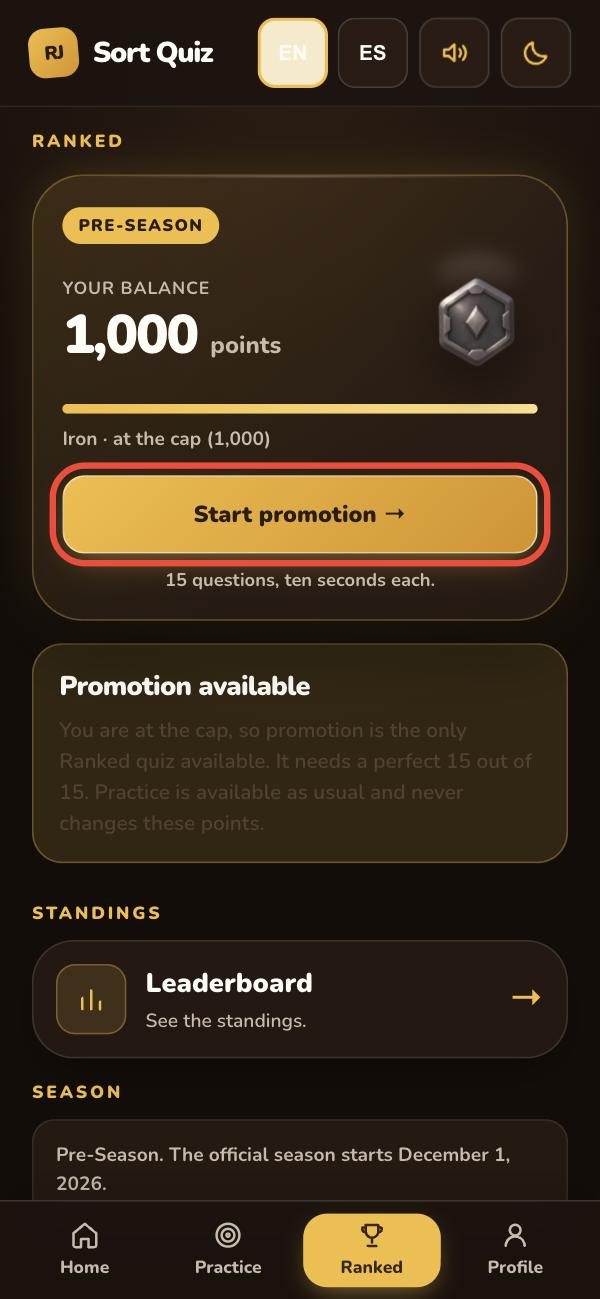 RJ
Sort Quiz
EN
ES
RANKED
PRE-SEASON
YOUR BALANCE
1,000 points
Iron · at the cap (1,000)
Start promotion →
15 questions, ten seconds each.
Promotion available
You are at the cap, so promotion is the only
Ranked quiz available. It needs a perfect 15 out of
15. Practice is available as usual and never
changes these points.
STANDINGS
Leaderboard
See the standings.
SEASON
Pre-Season. The official season starts December 1,
2026.
Home
Practice
Ranked
Profile